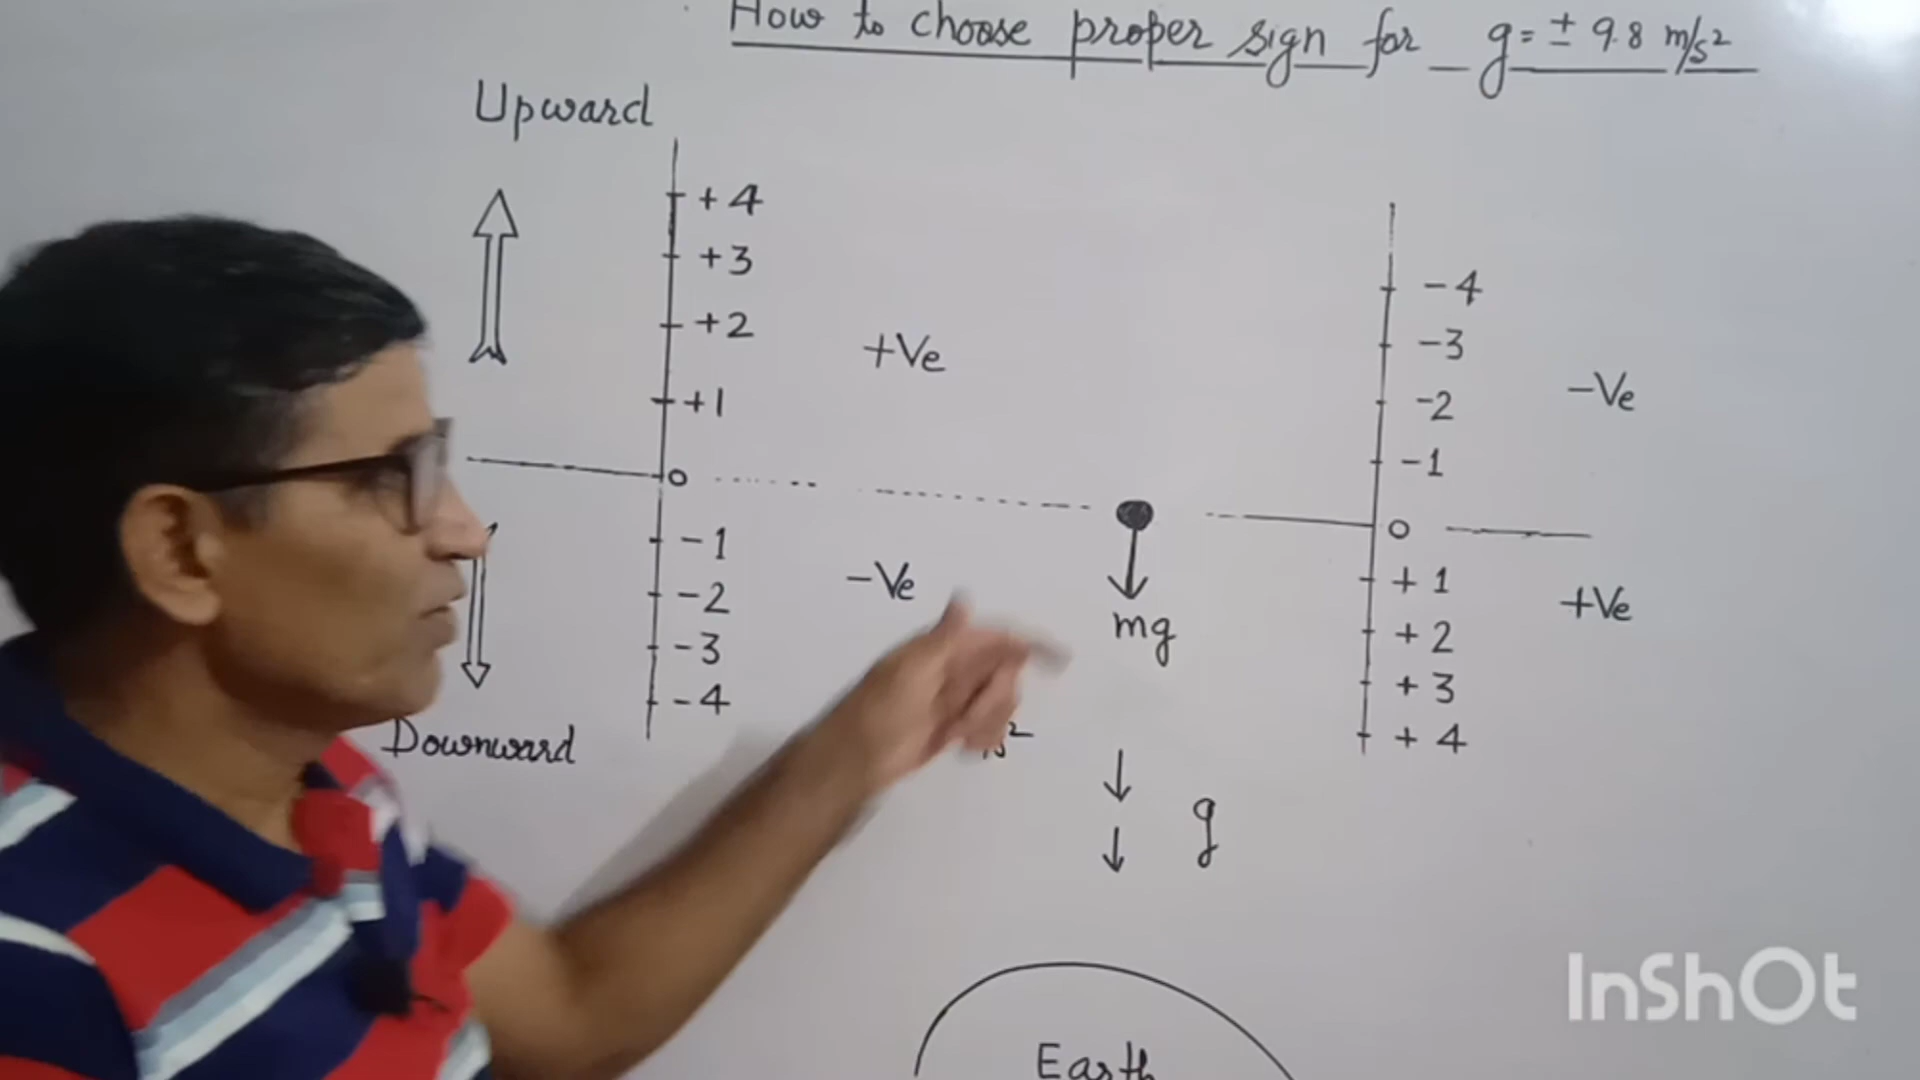 How to choose proper sign for g = ± 9.8 m/s²
Upward
+4
+3
+2
+1
0
-1
-2
-3
-4
Downward
+Ve
-Ve
mg
g
Earth
-4
-3
-2
-1
0
+1
+2
+3
+4
-Ve
+Ve
InShOt